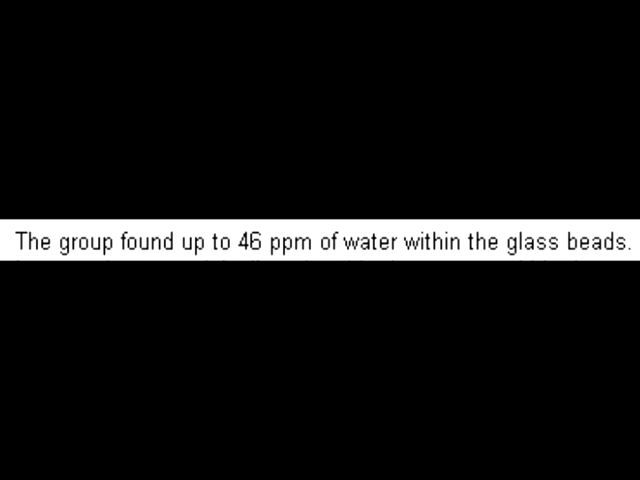 The group found up to 46 ppm of water within the glass beads.